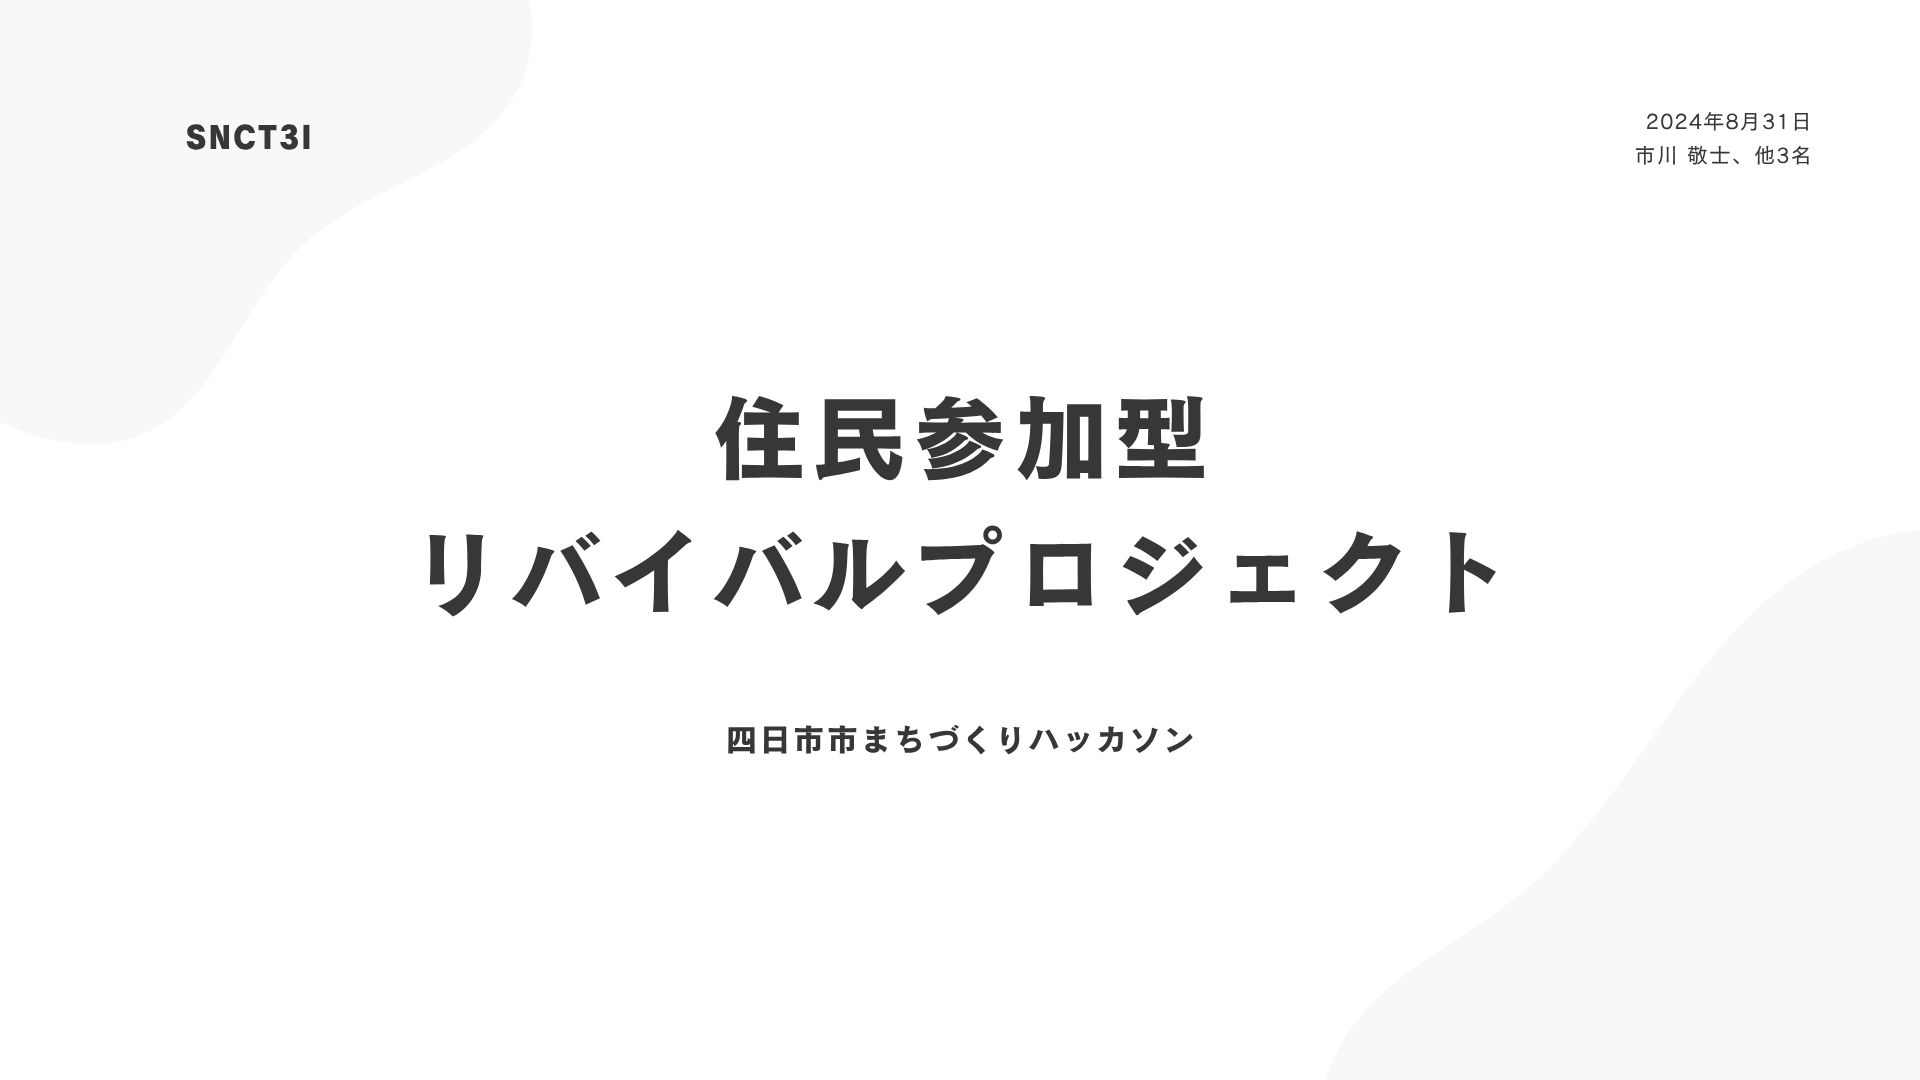 SNCT3I
2024年8月31日
市川 敬士、他3名
住民参加型
リバイバルプロジェクト
四日市市まちづくりハッカソン